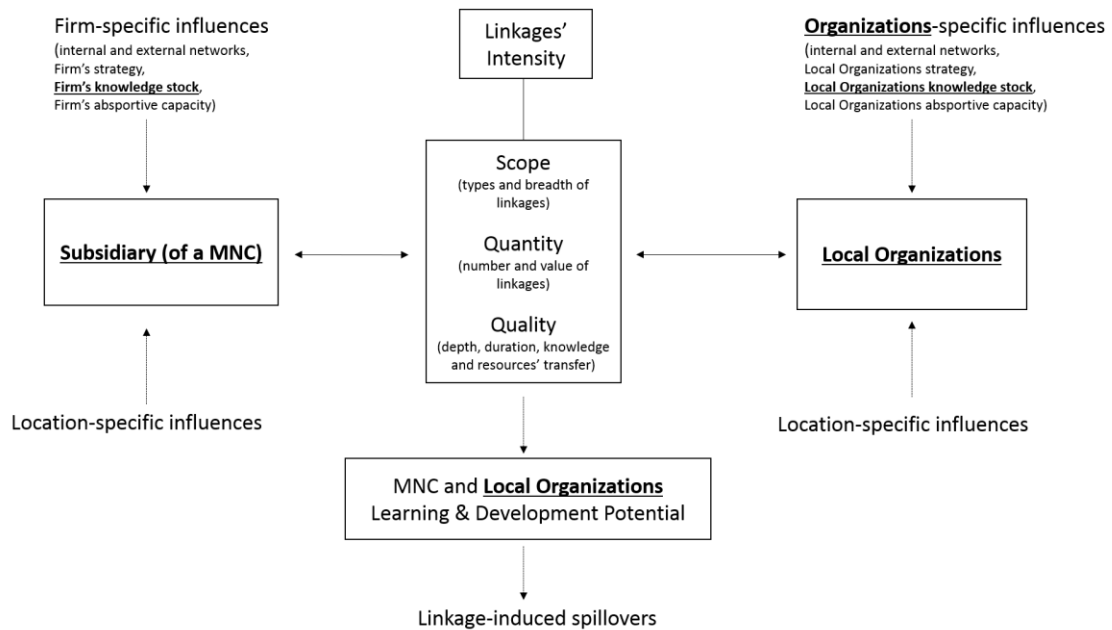 Firm-specific influences
(internal and external networks,
Firm's strategy,
Firm's knowledge stock,
Firm's absportive capacity)
Linkages'
Intensity
Organizations-specific influences
(internal and external networks,
Local Organizations strategy,
Local Organizations knowledge stock,
Local Organizations absportive capacity)
Subsidiary (of a MNC)
Scope
(types and breadth of
linkages)
Quantity
(number and value of
linkages)
Quality
(depth, duration, knowledge
and resources' transfer)
Local Organizations
Location-specific influences
Location-specific influences
MNC and Local Organizations
Learning & Development Potential
Linkage-induced spillovers